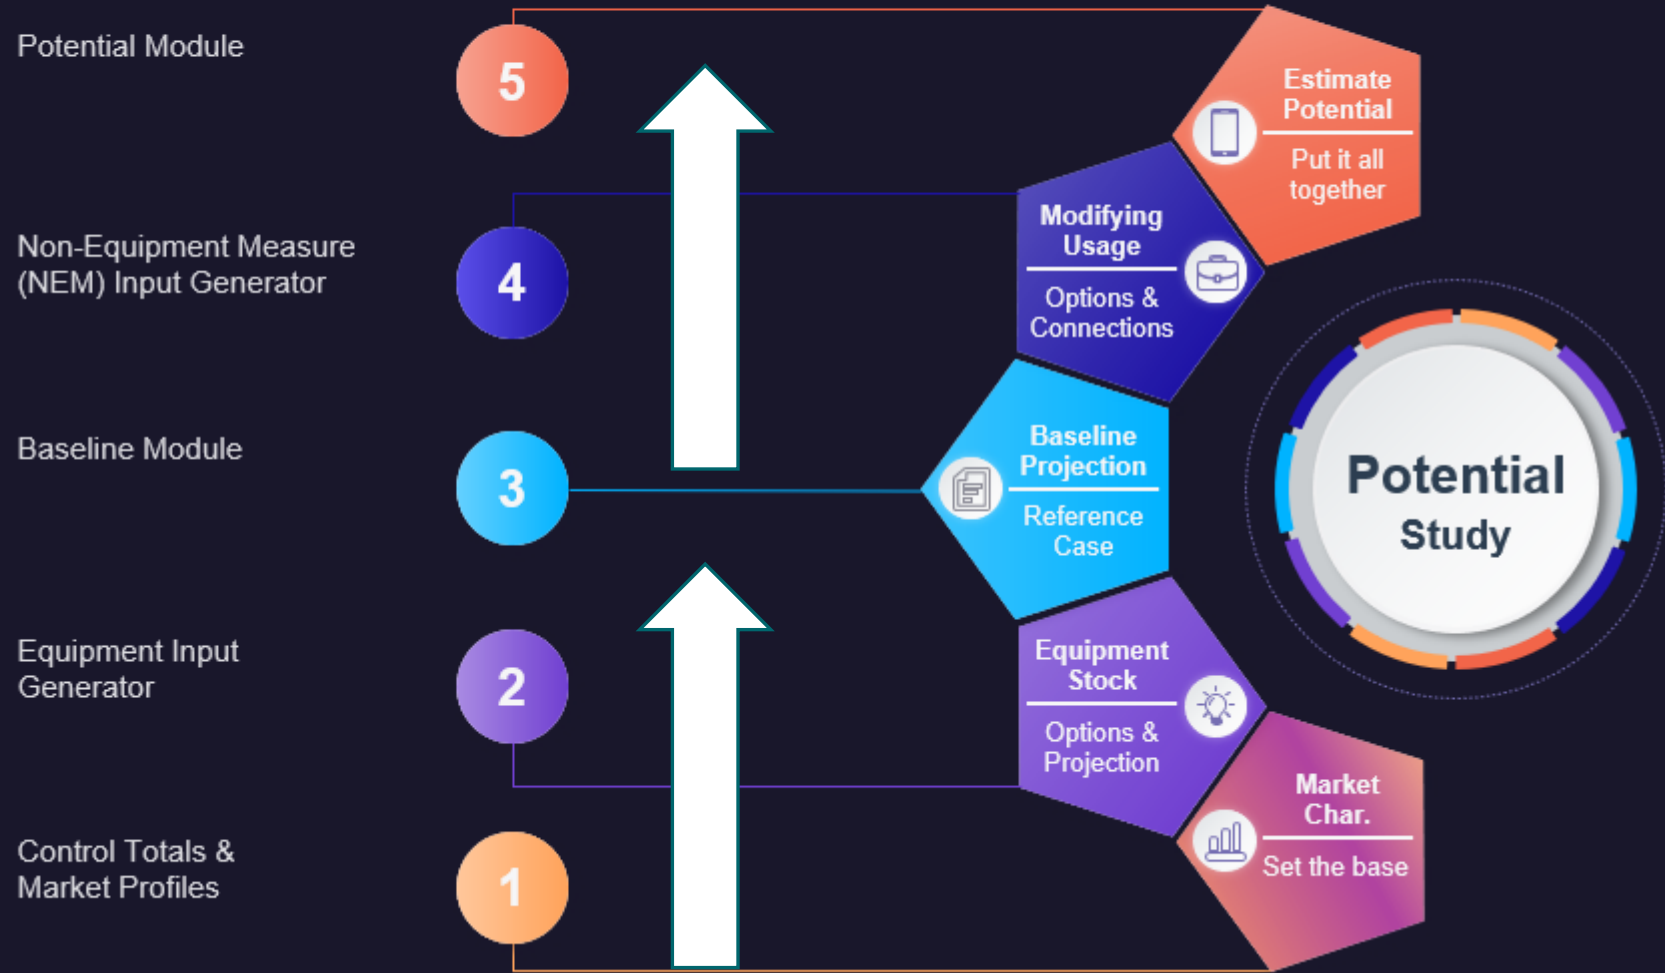 Potential Module
5
Estimate
Potential
Put it all
together
Non-Equipment Measure
(NEM) Input Generator
4
Modifying
Usage
Options &
Connections
Baseline Module
3
Baseline
Projection
Reference
Case
Equipment Input
Generator
2
Equipment
Stock
Options &
Projection
Control Totals &
Market Profiles
1
Market
Char.
Set the base
Potential
Study